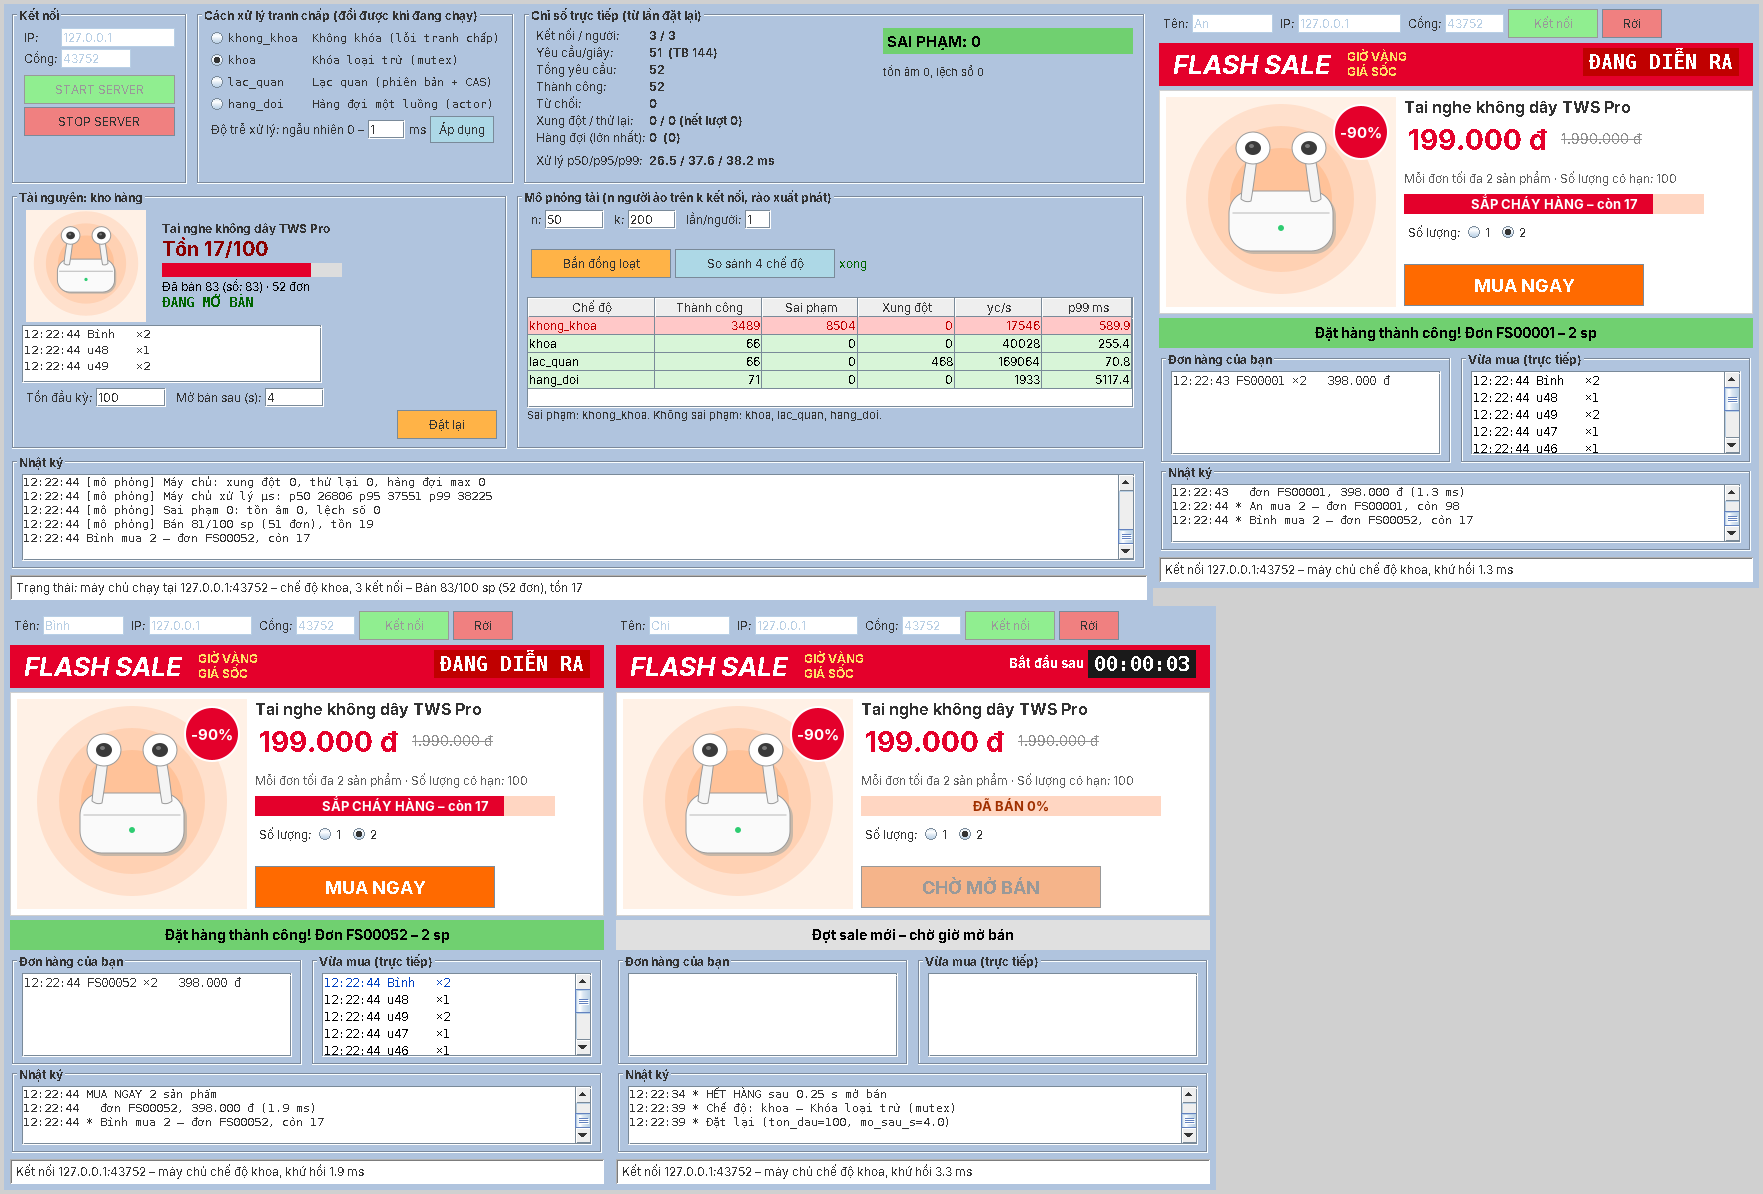 Kết nối
IP: 127.0.0.1
Cổng: 43752
START SERVER
STOP SERVER
Cách xử lý tranh chấp (đổi được khi đang chạy)
khong_khoa Không khóa (lỗi tranh chấp)
khoa Khóa loại trừ (mutex)
lac_quan Lạc quan (phiên bản + CAS)
hang_doi Hàng đợi một luồng (actor)
Độ trễ xử lý: ngẫu nhiên 0 – 1 ms Áp dụng
Chỉ số trực tiếp (từ lần đặt lại)
Kết nối / người: 3 / 3
Yêu cầu/giây: 51 (TB 144)
Tổng yêu cầu: 52
Thành công: 52
Từ chối: 0
Xung đột / thử lại: 0 / 0 (hết lượt 0)
Hàng đợi (lớn nhất): 0 (0)
Xử lý p50/p95/p99: 26.5 / 37.6 / 38.2 ms
SAI PHẠM: 0
tồn âm 0, lệch sổ 0
Tài nguyên: kho hàng
Tai nghe không dây TWS Pro
Tồn 17/100
Đã bán 83 (sổ: 83) · 52 đơn
ĐANG MỞ BÁN
12:22:44 Bình ×2
12:22:44 u48 ×1
12:22:44 u49 ×2
Tồn đầu kỳ: 100 Mở bán sau (s): 4
Đặt lại
Mô phỏng tải (n người ảo trên k kết nối, rào xuất phát)
n: 50 k: 200 lần/người: 1
Bắn đồng loạt So sánh 4 chế độ xong
Chế độ Thành công Sai phạm Xung đột yc/s p99 ms
khong_khoa 3489 8504 0 17546 589.9
khoa 66 0 0 40028 255.4
lac_quan 66 0 468 169064 70.8
hang_doi 71 0 0 1933 5117.4
Sai phạm: khong_khoa. Không sai phạm: khoa, lac_quan, hang_doi.
Nhật ký
12:22:44 [mô phỏng] Máy chủ: xung đột 0, thử lại 0, hàng đợi max 0
12:22:44 [mô phỏng] Máy chủ xử lý µs: p50 26806 p95 37551 p99 38225
12:22:44 [mô phỏng] Sai phạm 0: tồn âm 0, lệch sổ 0
12:22:44 [mô phỏng] Bán 81/100 sp (51 đơn), tồn 19
12:22:44 Bình mua 2 – đơn FS00052, còn 17
Trạng thái: máy chủ chạy tại 127.0.0.1:43752 – chế độ khoa, 3 kết nối – Bán 83/100 sp (52 đơn), tồn 17
Tên: An IP: 127.0.0.1 Cổng: 43752 Kết nối Rời
FLASH SALE GIỜ VÀNG GIÁ SỐC ĐANG DIỄN RA
-90%
Tai nghe không dây TWS Pro
199.000 đ 1.990.000 đ
Mỗi đơn tối đa 2 sản phẩm · Số lượng có hạn: 100
SẮP CHÁY HÀNG – còn 17
Số lượng: 1 2
MUA NGAY
Đặt hàng thành công! Đơn FS00001 – 2 sp
Đơn hàng của bạn
12:22:43 FS00001 ×2 398.000 đ
Vừa mua (trực tiếp)
12:22:44 Bình ×2
12:22:44 u48 ×1
12:22:44 u49 ×2
12:22:44 u47 ×1
12:22:44 u46 ×1
Nhật ký
12:22:43 đơn FS00001, 398.000 đ (1.3 ms)
12:22:44 * An mua 2 – đơn FS00001, còn 98
12:22:44 * Bình mua 2 – đơn FS00052, còn 17
Kết nối 127.0.0.1:43752 – máy chủ chế độ khoa, khứ hồi 1.3 ms
Tên: Bình IP: 127.0.0.1 Cổng: 43752 Kết nối Rời
FLASH SALE GIỜ VÀNG GIÁ SỐC ĐANG DIỄN RA
-90%
Tai nghe không dây TWS Pro
199.000 đ 1.990.000 đ
Mỗi đơn tối đa 2 sản phẩm · Số lượng có hạn: 100
SẮP CHÁY HÀNG – còn 17
Số lượng: 1 2
MUA NGAY
Đặt hàng thành công! Đơn FS00052 – 2 sp
Đơn hàng của bạn
12:22:44 FS00052 ×2 398.000 đ
Vừa mua (trực tiếp)
12:22:44 Bình ×2
12:22:44 u48 ×1
12:22:44 u49 ×2
12:22:44 u47 ×1
12:22:44 u46 ×1
Nhật ký
12:22:44 MUA NGAY 2 sản phẩm
12:22:44 đơn FS00052, 398.000 đ (1.9 ms)
12:22:44 * Bình mua 2 – đơn FS00052, còn 17
Kết nối 127.0.0.1:43752 – máy chủ chế độ khoa, khứ hồi 1.9 ms
Tên: Chi IP: 127.0.0.1 Cổng: 43752 Kết nối Rời
FLASH SALE GIỜ VÀNG GIÁ SỐC Bắt đầu sau 00:00:03
-90%
Tai nghe không dây TWS Pro
199.000 đ 1.990.000 đ
Mỗi đơn tối đa 2 sản phẩm · Số lượng có hạn: 100
ĐÃ BÁN 0%
Số lượng: 1 2
CHỜ MỞ BÁN
Đợt sale mới – chờ giờ mở bán
Đơn hàng của bạn
Vừa mua (trực tiếp)
Nhật ký
12:22:34 * HẾT HÀNG sau 0.25 s mở bán
12:22:39 * Chế độ: khoa – Khóa loại trừ (mutex)
12:22:39 * Đặt lại (ton_dau=100, mo_sau_s=4.0)
Kết nối 127.0.0.1:43752 – máy chủ chế độ khoa, khứ hồi 3.3 ms